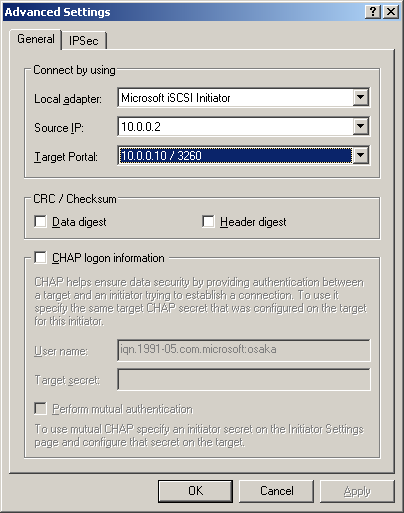 Advanced Settings
General
IPSec
Connect by using
Local adapter:
Microsoft iSCSI Initiator
Source IP:
10.0.0.2
Target Portal:
10.0.0.10 / 3260
CRC / Checksum
Data digest
Header digest
CHAP logon information
CHAP helps ensure data security by providing authentication between
a target and an initiator trying to establish a connection. To use it
specify the same target CHAP secret that was configured on the target
for this initiator.
User name:
iqn.1991-05.com.microsoft:osaka
Target secret:
Perform mutual authentication
To use mutual CHAP specify an initiator secret on the Initiator Settings
page and configure that secret on the target.
OK
Cancel
Apply